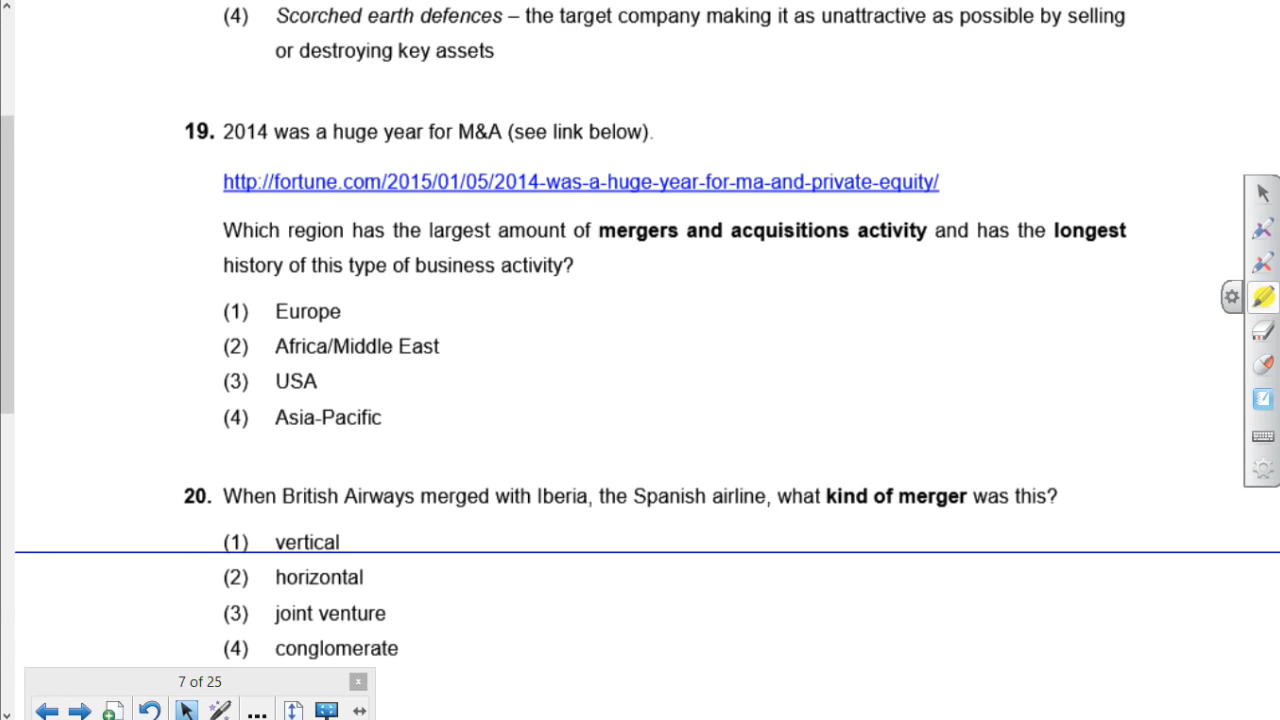 (4) Scorched earth defences – the target company making it as unattractive as possible by selling
or destroying key assets
19. 2014 was a huge year for M&A (see link below).
http://fortune.com/2015/01/05/2014-was-a-huge-year-for-ma-and-private-equity/
Which region has the largest amount of mergers and acquisitions activity and has the longest
history of this type of business activity?
(1) Europe
(2) Africa/Middle East
(3) USA
(4) Asia-Pacific
20. When British Airways merged with Iberia, the Spanish airline, what kind of merger was this?
(1) vertical
(2) horizontal
(3) joint venture
(4) conglomerate
7 of 25